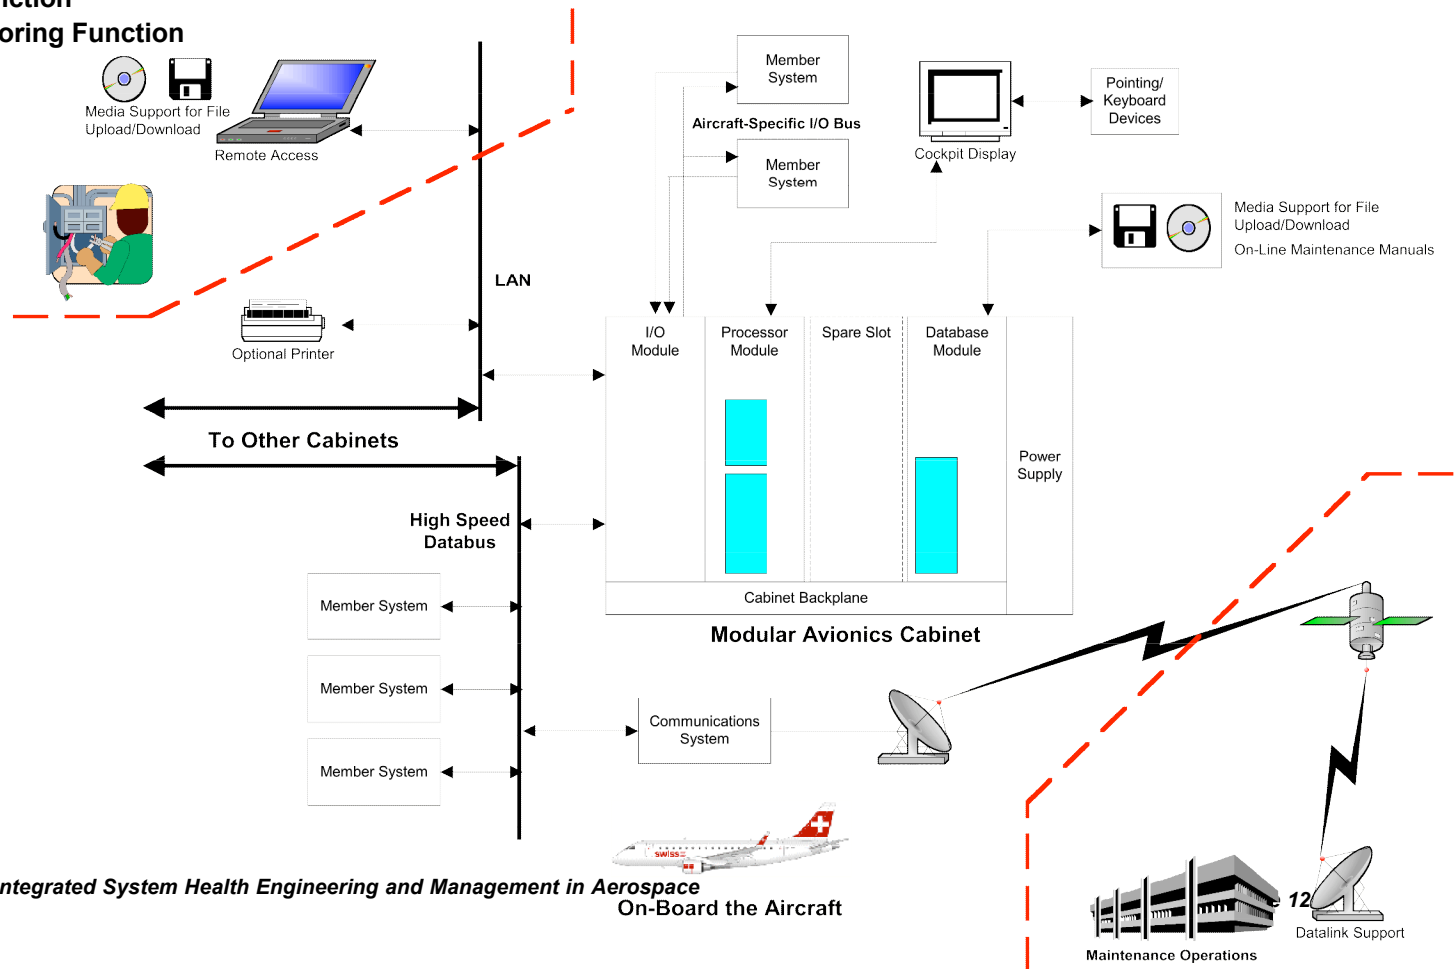 nction
oring Function
Media Support for File
Upload/Download
Remote Access
Member
System
Aircraft-Specific I/O Bus
Member
System
Cockpit Display
Pointing/
Keyboard
Devices
Media Support for File
Upload/Download
On-Line Maintenance Manuals
LAN
Optional Printer
To Other Cabinets
I/O
Module
Processor
Module
Spare Slot
Database
Module
Power
Supply
Cabinet Backplane
Modular Avionics Cabinet
High Speed
Databus
Member System
Member System
Member System
Communications
System
swiss
ntegrated System Health Engineering and Management in Aerospace
On-Board the Aircraft
12
Datalink Support
Maintenance Operations